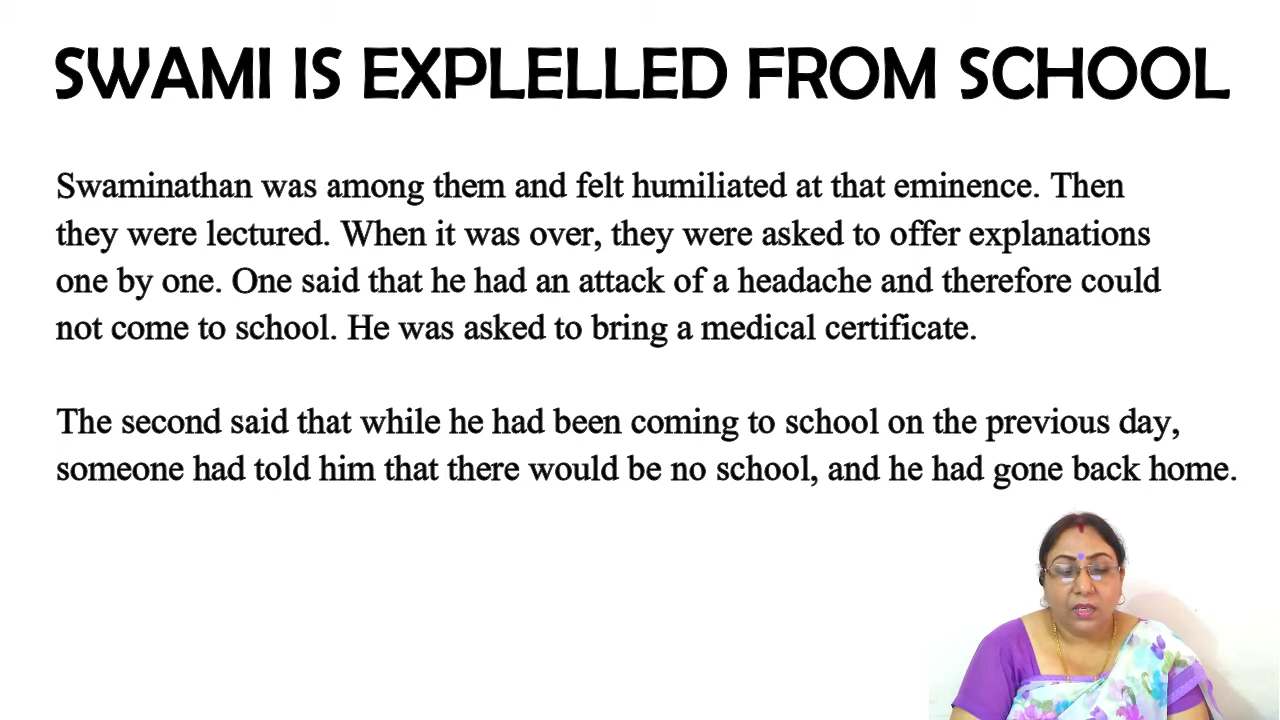 SWAMI IS EXPLELLED FROM SCHOOL
Swaminathan was among them and felt humiliated at that eminence. Then
they were lectured. When it was over, they were asked to offer explanations
one by one. One said that he had an attack of a headache and therefore could
not come to school. He was asked to bring a medical certificate.
The second said that while he had been coming to school on the previous day,
someone had told him that there would be no school, and he had gone back home.